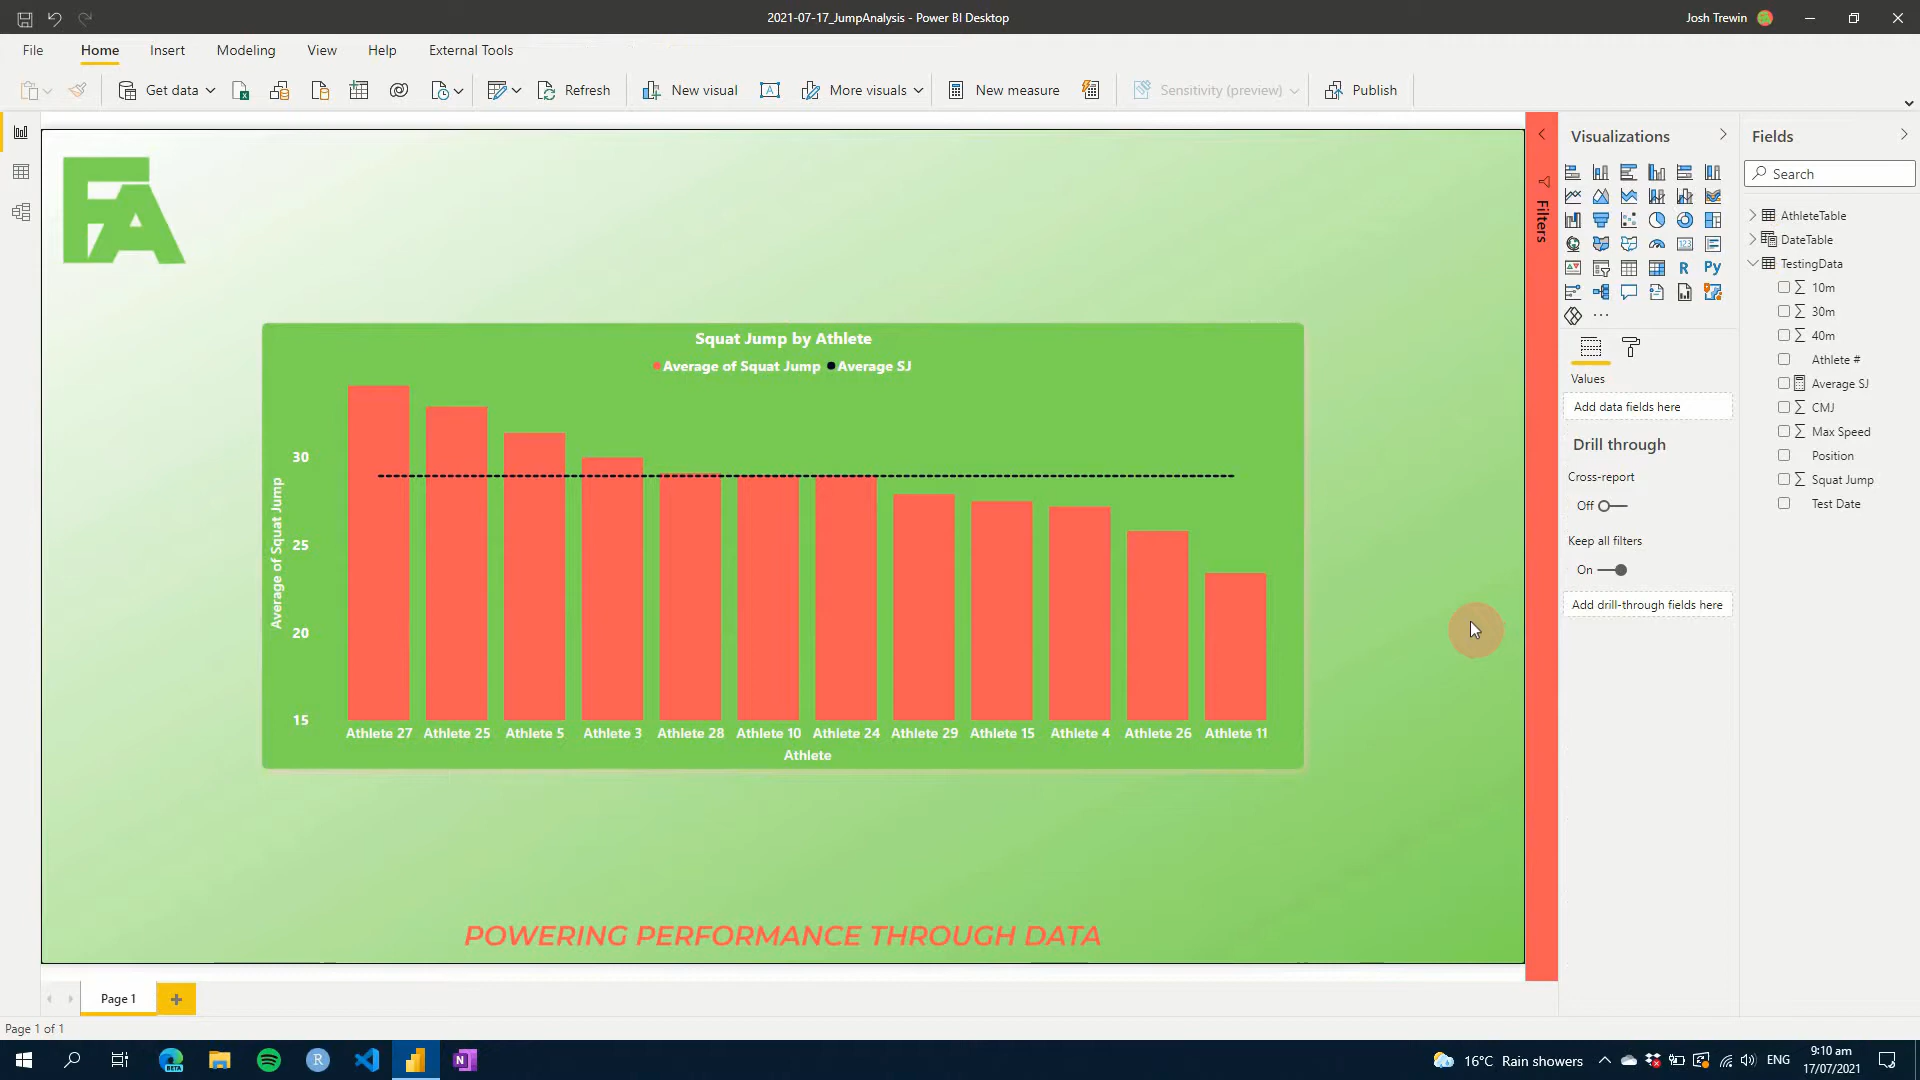 2021-07-17_JumpAnalysis - Power BI Desktop
Josh Trewin
File Home Insert Modeling View Help External Tools
Get data Refresh New visual More visuals New measure Sensitivity (preview) Publish
FA
Squat Jump by Athlete
Average of Squat Jump Average SJ
Average of Squat Jump
30
25
20
15
Athlete 27 Athlete 25 Athlete 5 Athlete 3 Athlete 28 Athlete 10 Athlete 24 Athlete 29 Athlete 15 Athlete 4 Athlete 26 Athlete 11
Athlete
POWERING PERFORMANCE THROUGH DATA
Filters
Visualizations
R Py
123
Values
Add data fields here
Drill through
Cross-report
Off
Keep all filters
On
Add drill-through fields here
Fields
Search
AthleteTable
DateTable
TestingData
10m
30m
40m
Athlete #
Average SJ
CMJ
Max Speed
Position
Squat Jump
Test Date
Page 1
Page 1 of 1
BETA R N
16°C Rain showers ENG
9:10 am
17/07/2021